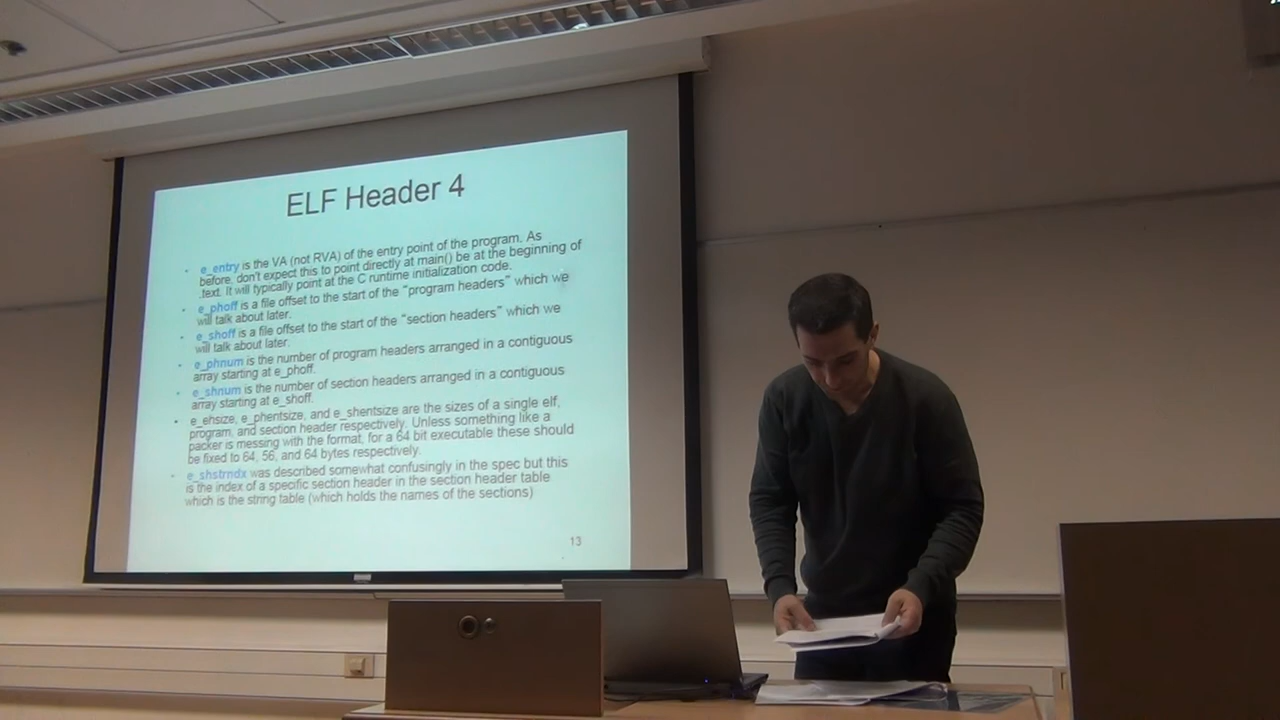 ELF Header 4
e_entry is the VA (not RVA) of the entry point of the program. As
before, don't expect this to point directly at main() be at the beginning of
.text. It will typically point at the C runtime initialization code.
e_phoff is a file offset to the start of the "program headers" which we
will talk about later.
e_shoff is a file offset to the start of the "section headers" which we
will talk about later.
e_phnum is the number of program headers arranged in a contiguous
array starting at e_phoff.
e_shnum is the number of section headers arranged in a contiguous
array starting at e_shoff.
e_ehsize, e_phentsize, and e_shentsize are the sizes of a single elf,
program, and section header respectively. Unless something like a
packer is messing with the format, for a 64 bit executable these should
be fixed to 64, 56, and 64 bytes respectively.
e_shstrndx was described somewhat confusingly in the spec but this
is the index of a specific section header in the section header table
which is the string table (which holds the names of the sections)
13